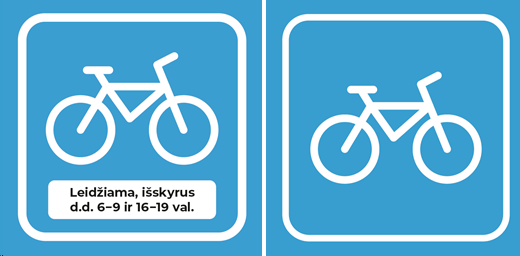 Leidžiama, išskyrus
d.d. 6–9 ir 16–19 val.